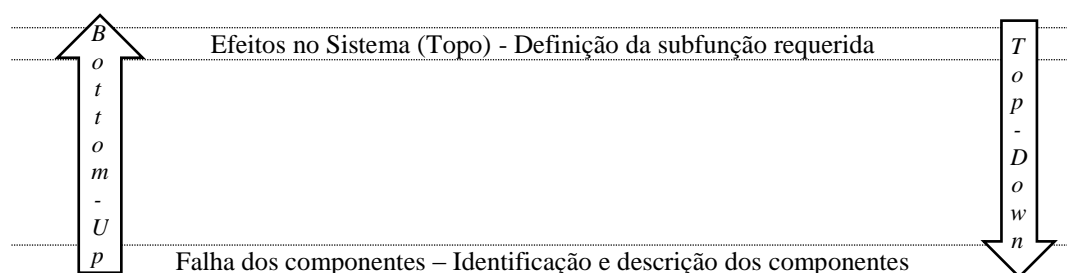 Bottom-Up
Efeitos no Sistema (Topo) - Definição da subfunção requerida
Top-Down
Falha dos componentes – Identificação e descrição dos componentes